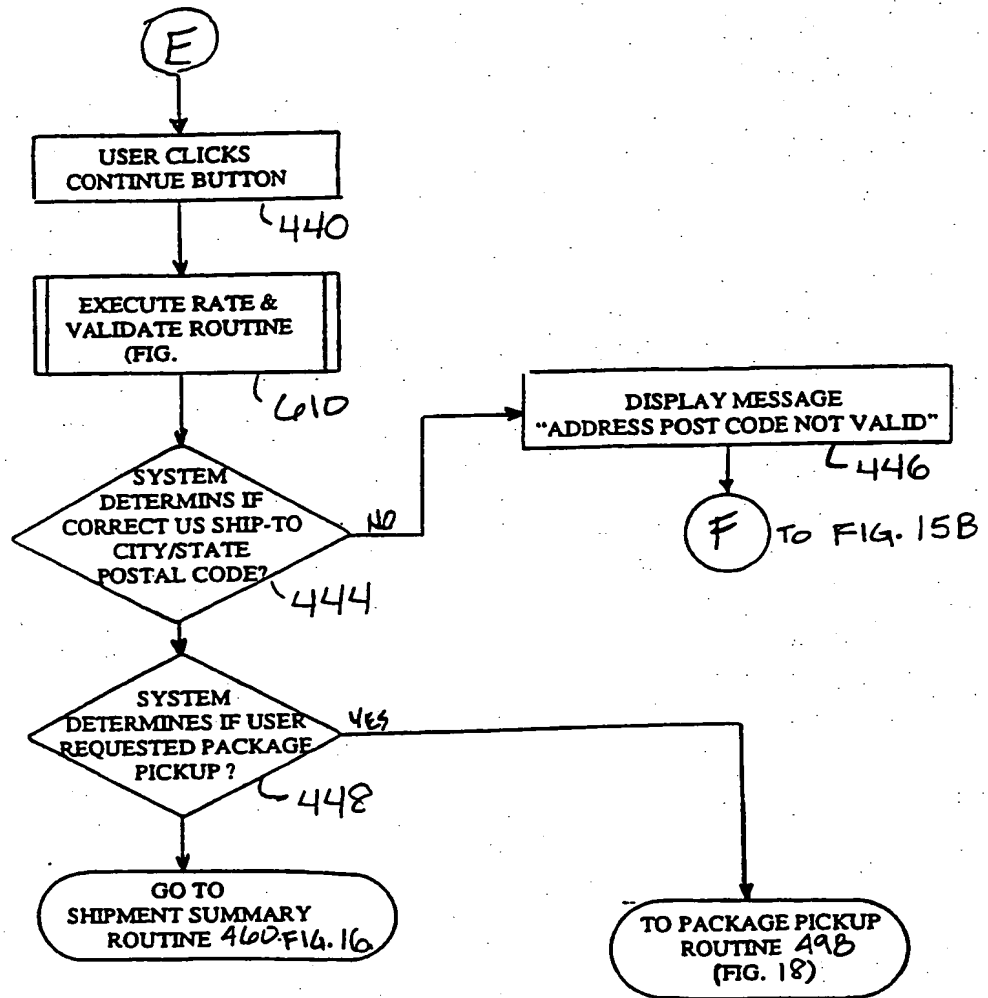 E
USER CLICKS
CONTINUE BUTTON
440
EXECUTE RATE &
VALIDATE ROUTINE
(FIG.
610
DISPLAY MESSAGE
"ADDRESS POST CODE NOT VALID"
446
SYSTEM
DETERMINS IF
CORRECT US SHIP-TO
CITY/STATE
POSTAL CODE?
NO
444
F TO FIG. 15B
SYSTEM
DETERMINES IF USER
REQUESTED PACKAGE
PICKUP ?
YES
448
GO TO
SHIPMENT SUMMARY
ROUTINE 460 FIG. 16
TO PACKAGE PICKUP
ROUTINE 498
(FIG. 18)